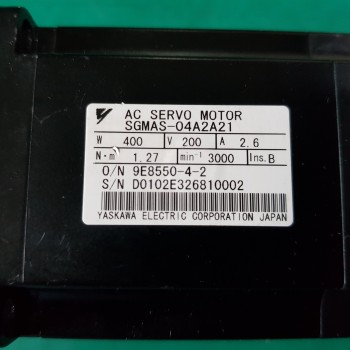 AC SERVO MOTOR
SGMAS-04A2A21
W 400 V 200 A 2.6
N·m 1.27 min⁻¹ 3000 Ins. B
O/N 9E8550-4-2
S/N D0102E326810002
YASKAWA ELECTRIC CORPORATION JAPAN